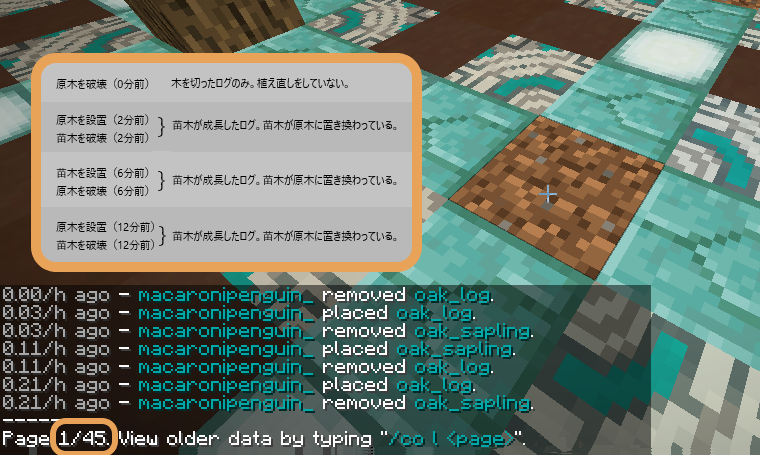 原木を破壊（0分前） 木を切ったログのみ。植え直しをしていない。
原木を設置（2分前）
苗木を破壊（2分前） } 苗木が成長したログ。苗木が原木に置き換わっている。
苗木を設置（6分前）
原木を破壊（6分前） } 苗木が成長したログ。苗木が原木に置き換わっている。
原木を設置（12分前）
苗木を破壊（12分前） } 苗木が成長したログ。苗木が原木に置き換わっている。
0.00/h ago - macaronipenguin_ removed oak_log.
0.03/h ago - macaronipenguin_ placed oak_log.
0.03/h ago - macaronipenguin_ removed oak_sapling.
0.11/h ago - macaronipenguin_ placed oak_sapling.
0.11/h ago - macaronipenguin_ removed oak_log.
0.21/h ago - macaronipenguin_ placed oak_log.
0.21/h ago - macaronipenguin_ removed oak_sapling.
------
Page 1/45. View older data by typing "/co l <page>".